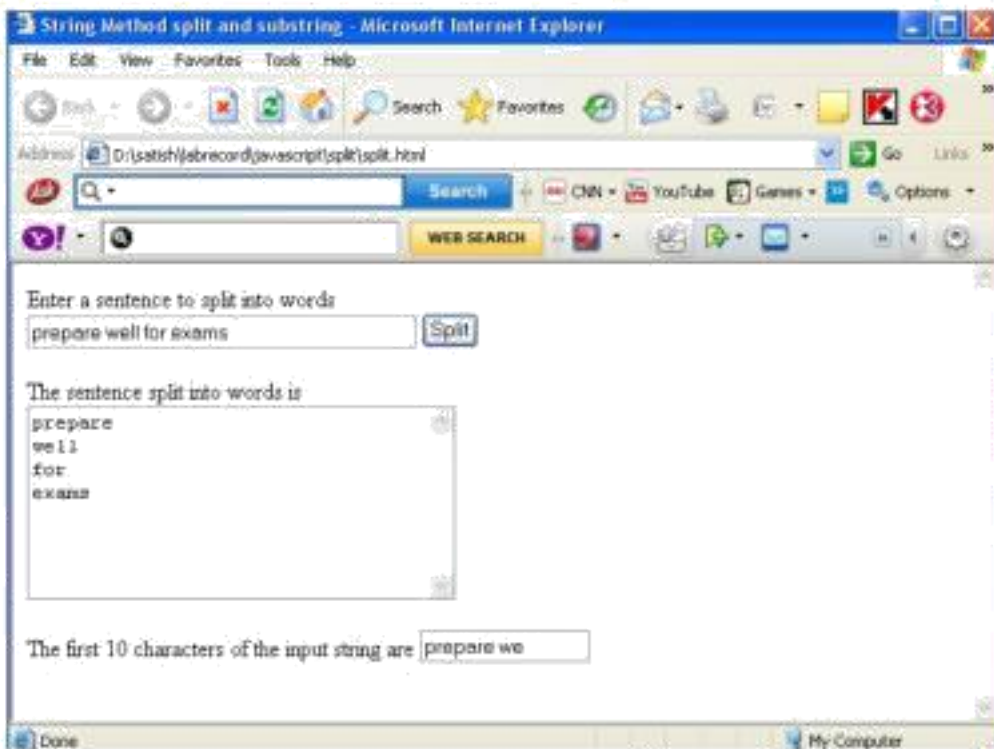 String Method split and substring - Microsoft Internet Explorer
File Edit View Favorites Tools Help
Back Search Favorites
Address D:\satish\labrecord\javascript\split\split.html Go Links
Search CNN YouTube Games Options
Y! WEB SEARCH
Enter a sentence to split into words
prepare well for exams Split
The sentence split into words is
prepare
well
for
exams
The first 10 characters of the input string are prepare we
Done My Computer